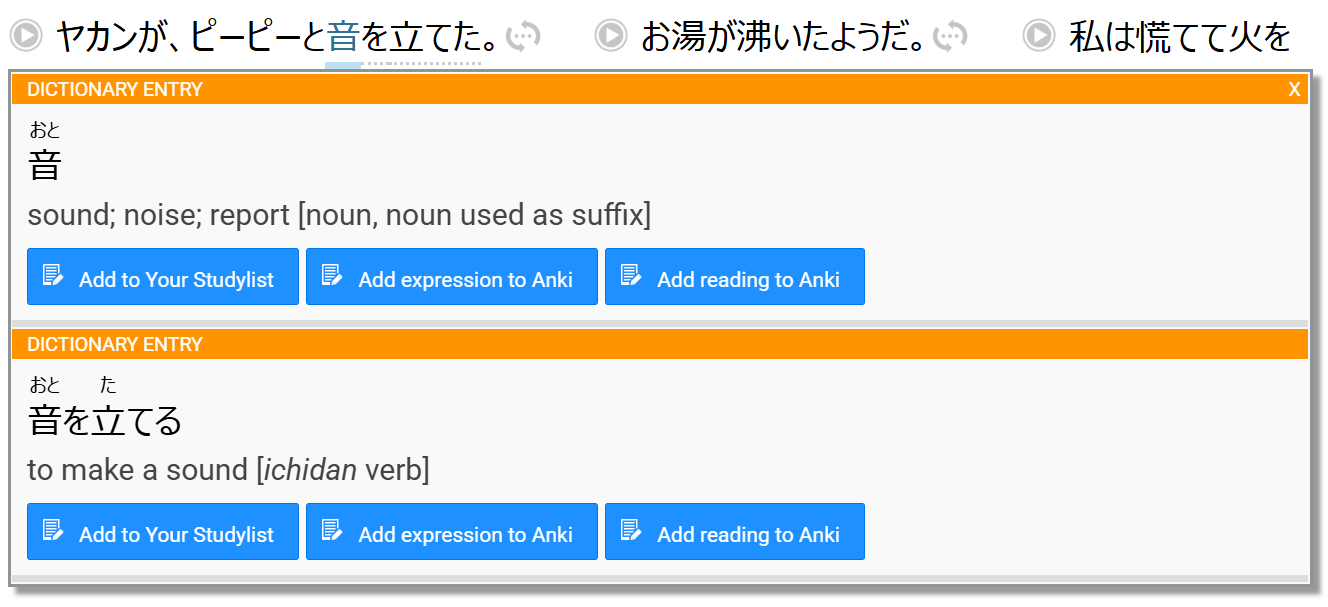 ヤカンが、ピーピーと音を立てた。 お湯が沸いたようだ。 私は慌てて火を
DICTIONARY ENTRY X
おと
音
sound; noise; report [noun, noun used as suffix]
Add to Your Studylist Add expression to Anki Add reading to Anki
DICTIONARY ENTRY
おと た
音を立てる
to make a sound [ichidan verb]
Add to Your Studylist Add expression to Anki Add reading to Anki